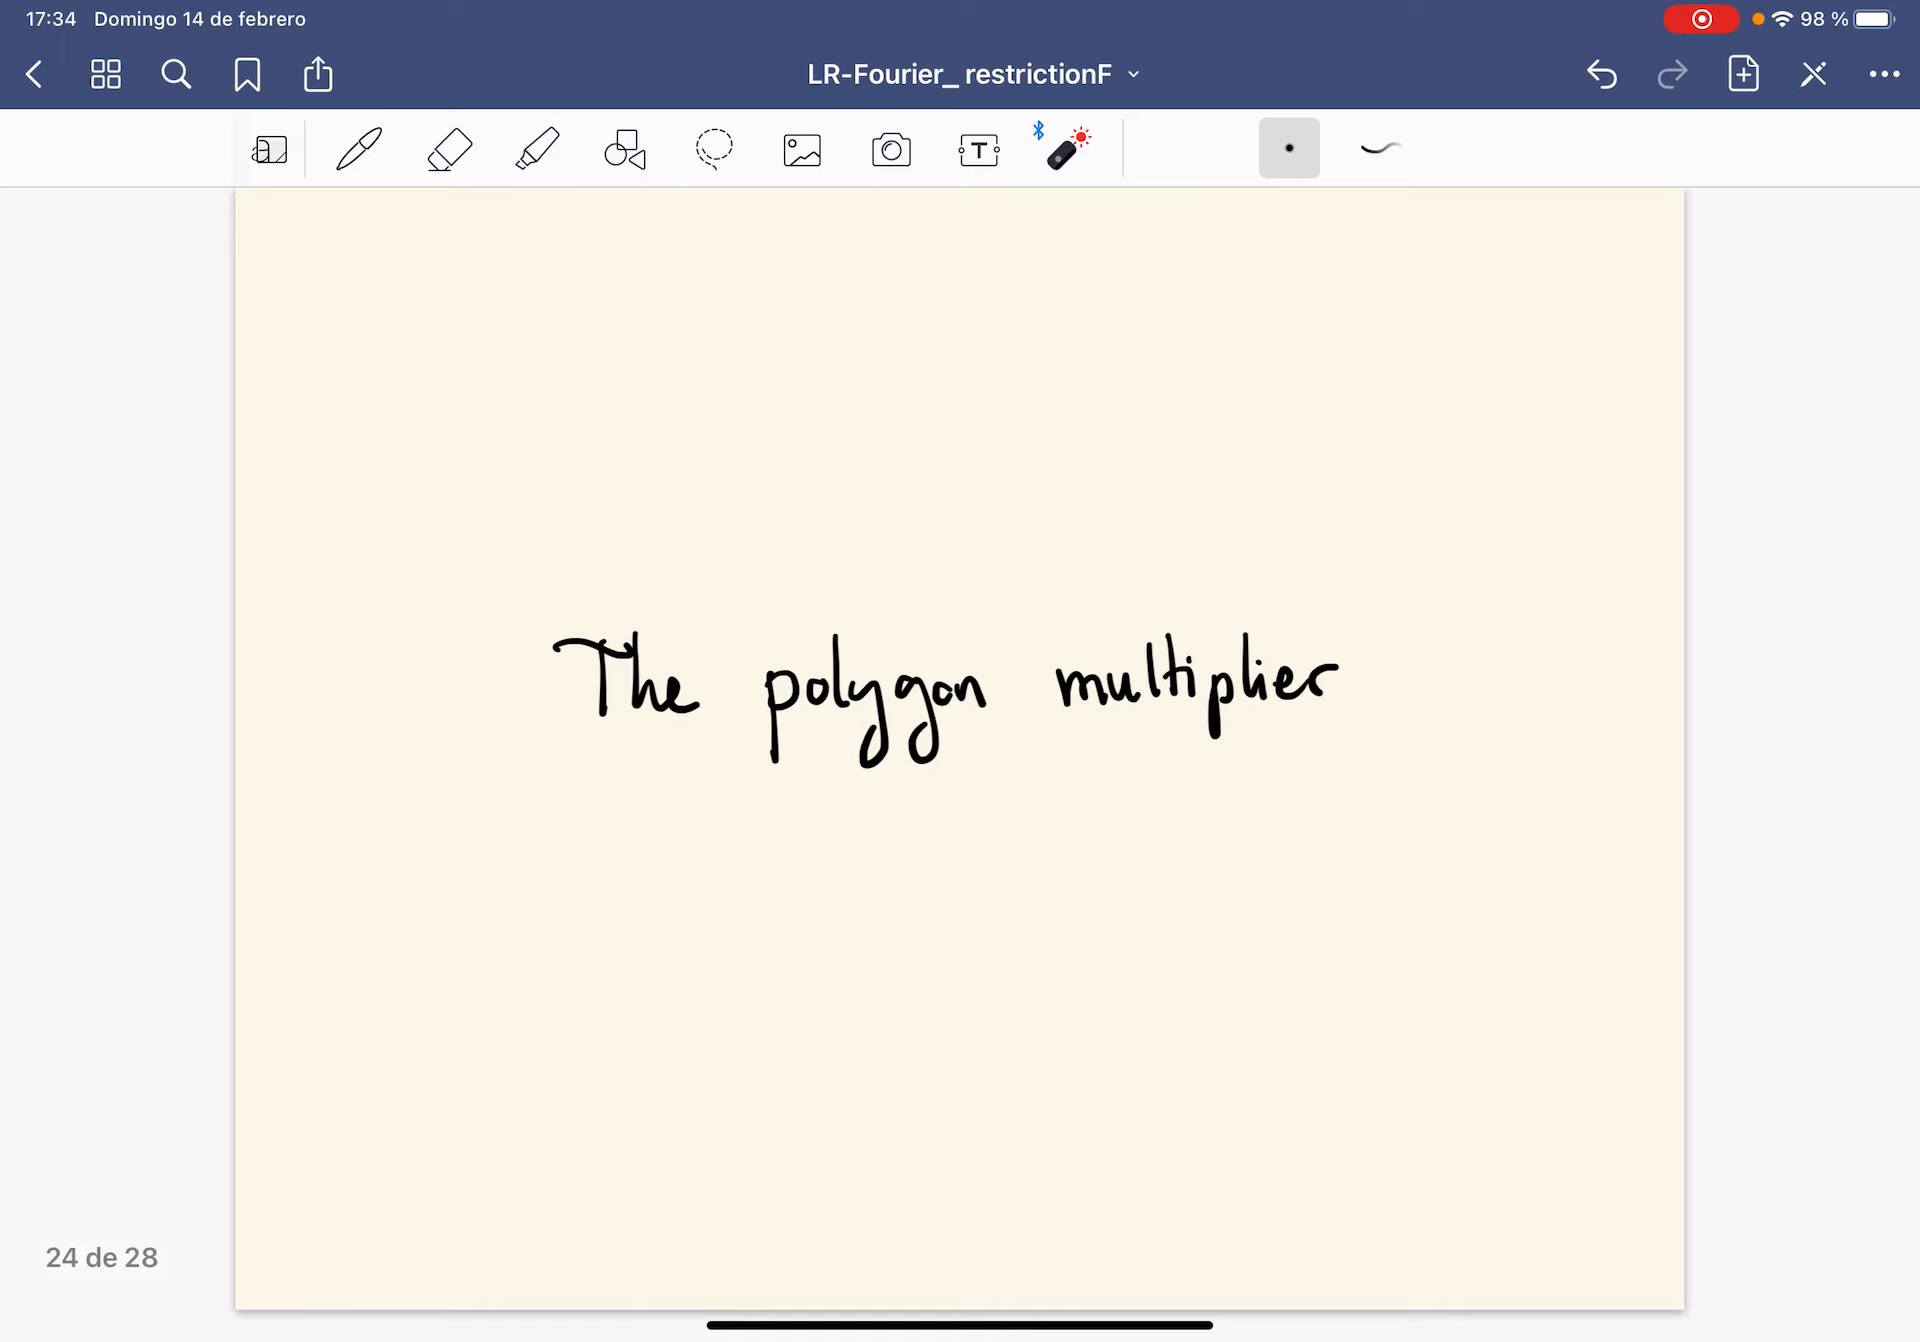 17:34 Domingo 14 de febrero 98 %
LR-Fourier_ restrictionF
a T
The polygon multiplier
24 de 28